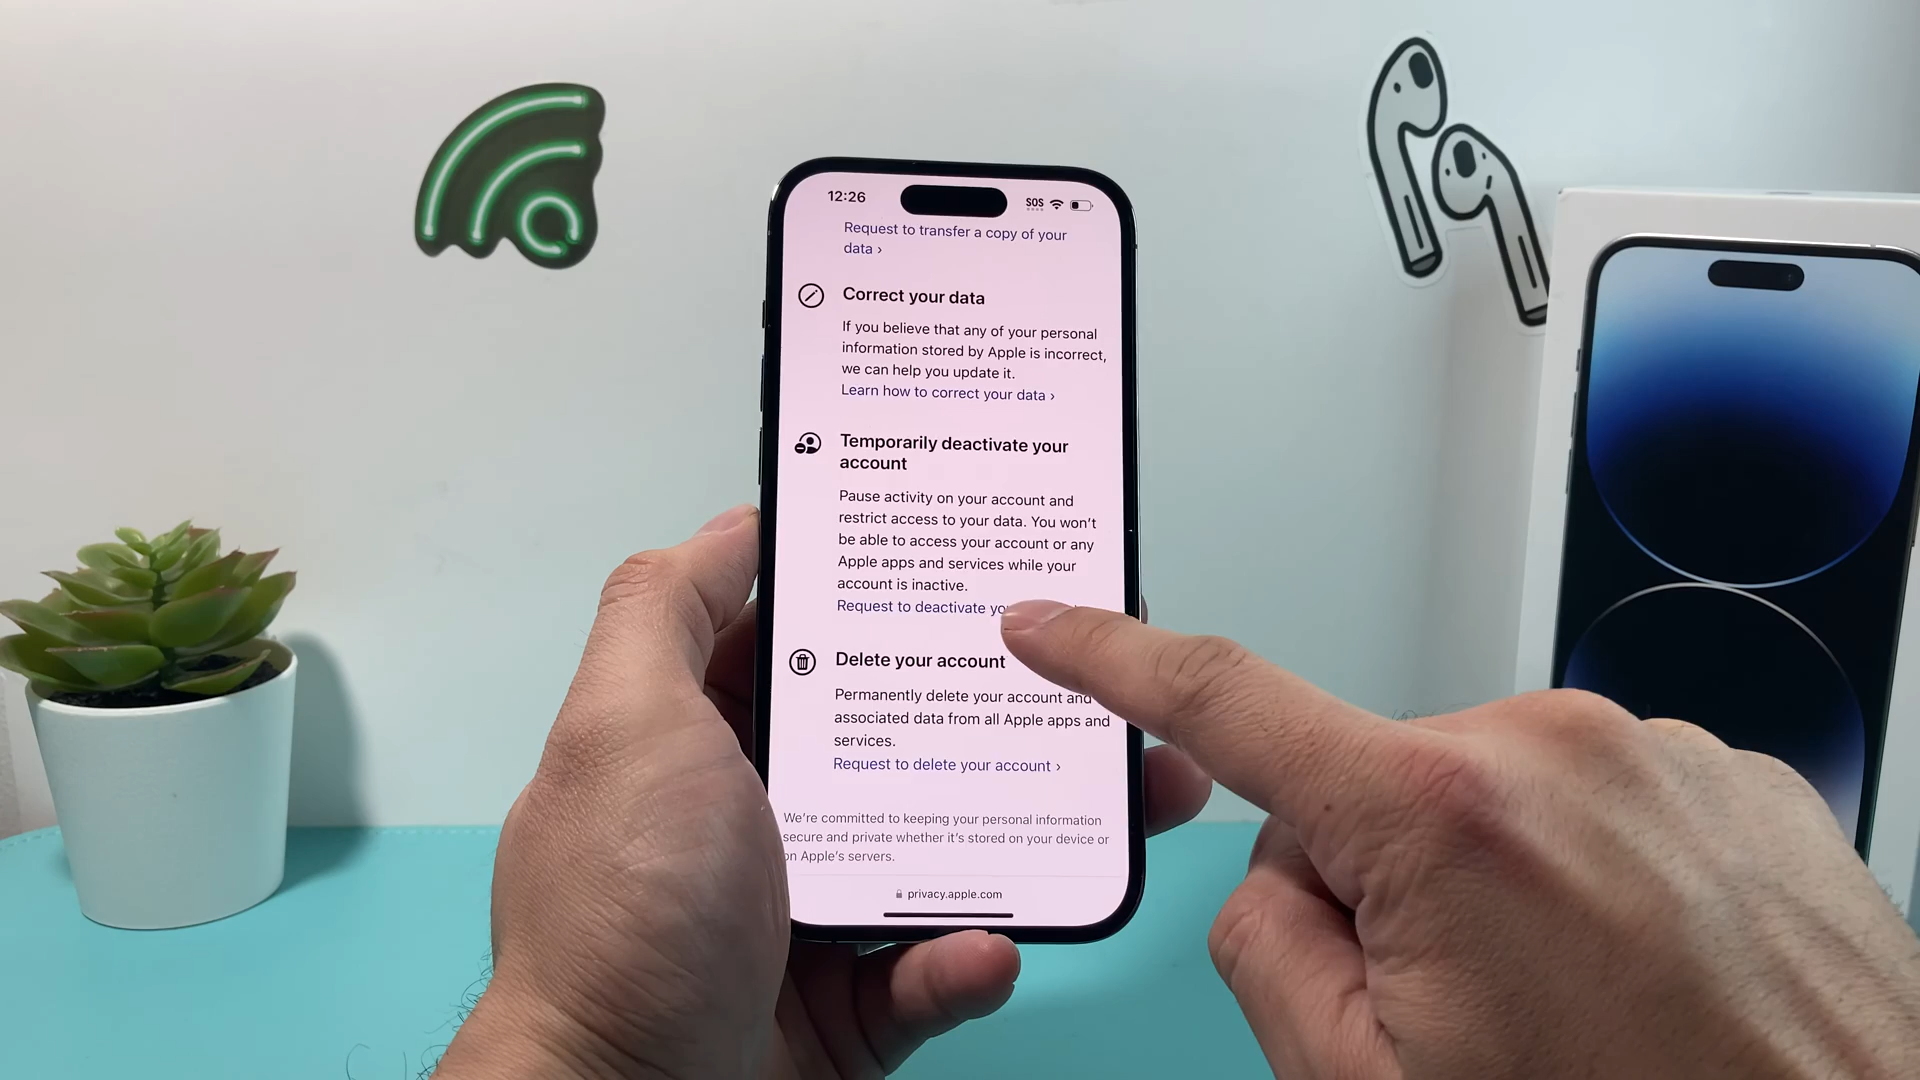 12:26
SOS
Request to transfer a copy of your
data ›
Correct your data
If you believe that any of your personal
information stored by Apple is incorrect,
we can help you update it.
Learn how to correct your data ›
Temporarily deactivate your
account
Pause activity on your account and
restrict access to your data. You won’t
be able to access your account or any
Apple apps and services while your
account is inactive.
Request to deactivate
Delete your account
Permanently delete your account and
associated data from all Apple apps and
services.
Request to delete your account ›
We’re committed to keeping your personal information
secure and private whether it’s stored on your device or
on Apple’s servers.
privacy.apple.com